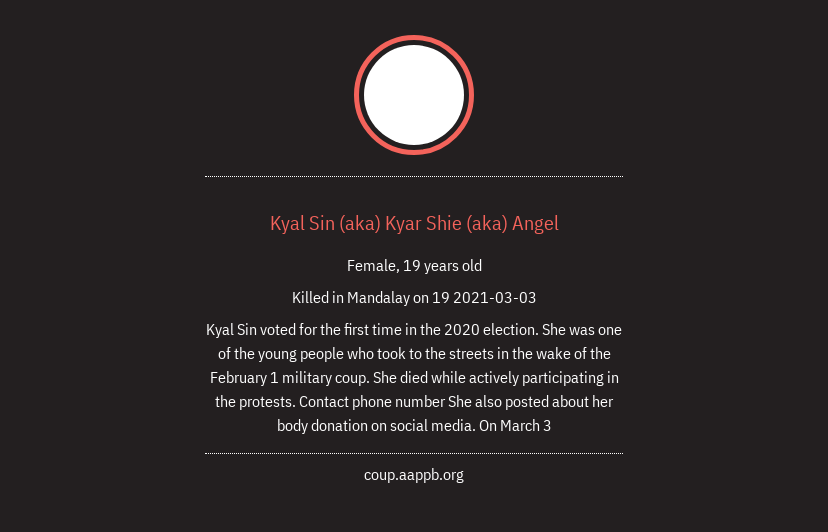 Kyal Sin (aka) Kyar Shie (aka) Angel
Female, 19 years old
Killed in Mandalay on 19 2021-03-03
Kyal Sin voted for the first time in the 2020 election. She was one
of the young people who took to the streets in the wake of the
February 1 military coup. She died while actively participating in
the protests. Contact phone number She also posted about her
body donation on social media. On March 3
coup.aappb.org